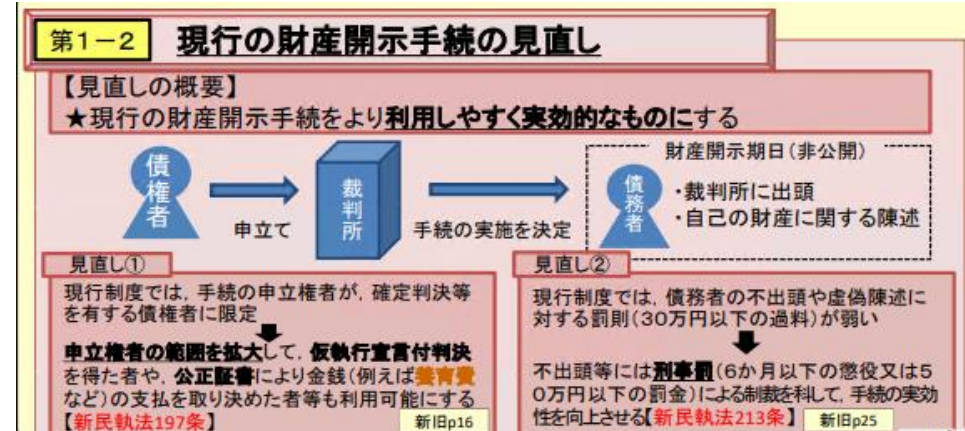 第1－2 現行の財産開示手続の見直し
【見直しの概要】
★現行の財産開示手続をより利用しやすく実効的なものにする
債権者
申立て
裁判所
手続の実施を決定
財産開示期日(非公開)
債務者
・裁判所に出頭
・自己の財産に関する陳述
見直し①
現行制度では，手続の申立権者が，確定判決等
を有する債権者に限定
申立権者の範囲を拡大して，仮執行宣言付判決
を得た者や，公正証書により金銭(例えば養育費
など)の支払を取り決めた者等も利用可能にする
【新民執法197条】
新旧p16
見直し②
現行制度では，債務者の不出頭や虚偽陳述に
対する罰則(30万円以下の過料)が弱い
不出頭等には刑事罰(6か月以下の懲役又は5
0万円以下の罰金)による制裁を科して，手続の実効
性を向上させる【新民執法213条】
新旧p25